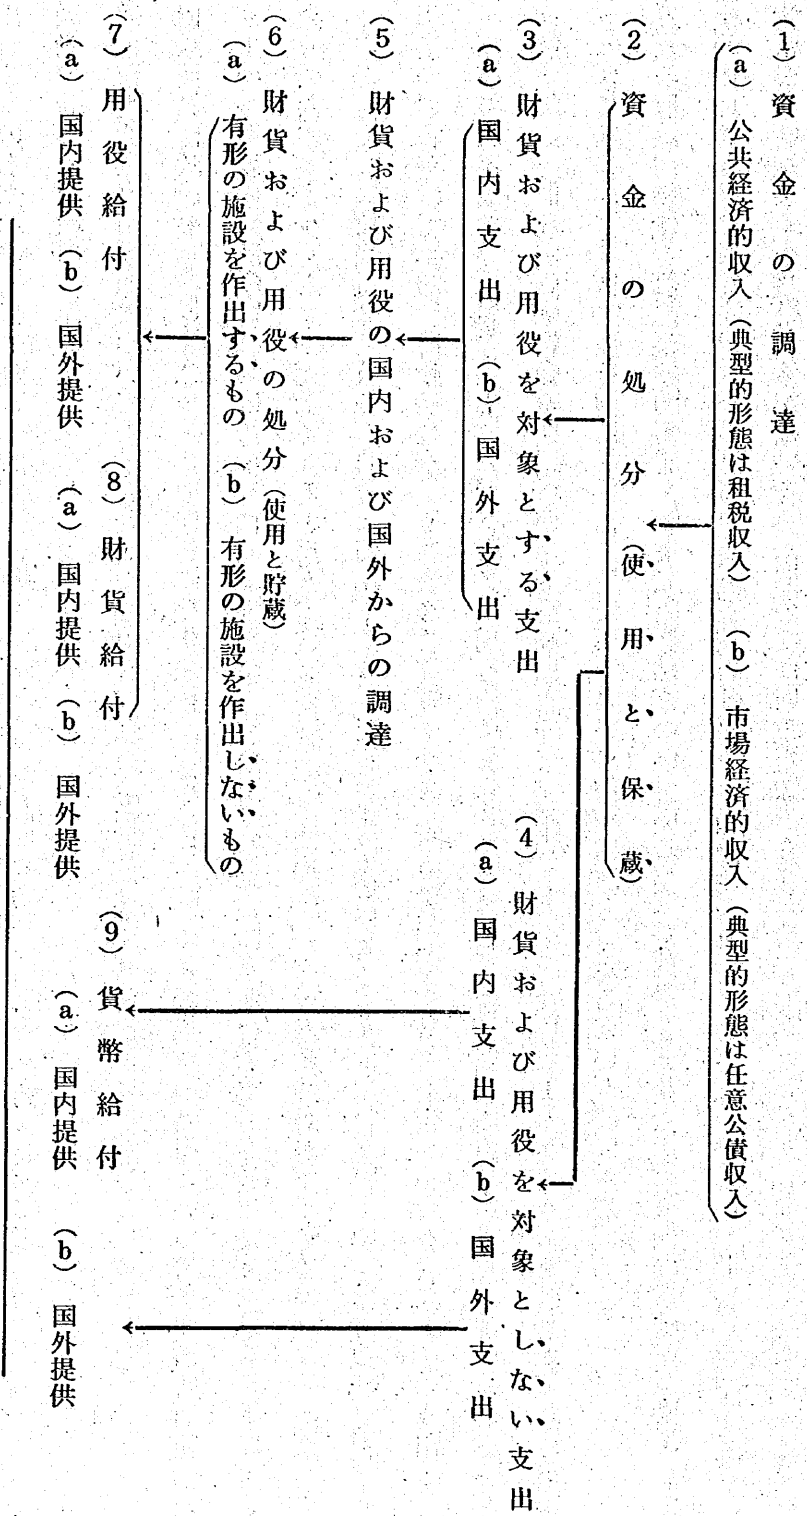 (1) 資金の調達
(a) 公共経済的収入(典型的形態は租税収入) (b) 市場経済的収入(典型的形態は任意公債収入)
(2) 資金の処分(使用と保蔵)
(3) 財貨および用役を対象とする支出
(a) 国内支出 (b) 国外支出
(4) 財貨および用役を対象としない支出
(a) 国内支出 (b) 国外支出
(5) 財貨および用役の国内および国外からの調達
(6) 財貨および用役の処分(使用と貯蔵)
(a) 有形の施設を作出するもの (b) 有形の施設を作出しないもの
(7) 用役給付
(a) 国内提供 (b) 国外提供
(8) 財貨給付
(a) 国内提供 (b) 国外提供
(9) 貨幣給付
(a) 国内提供 (b) 国外提供